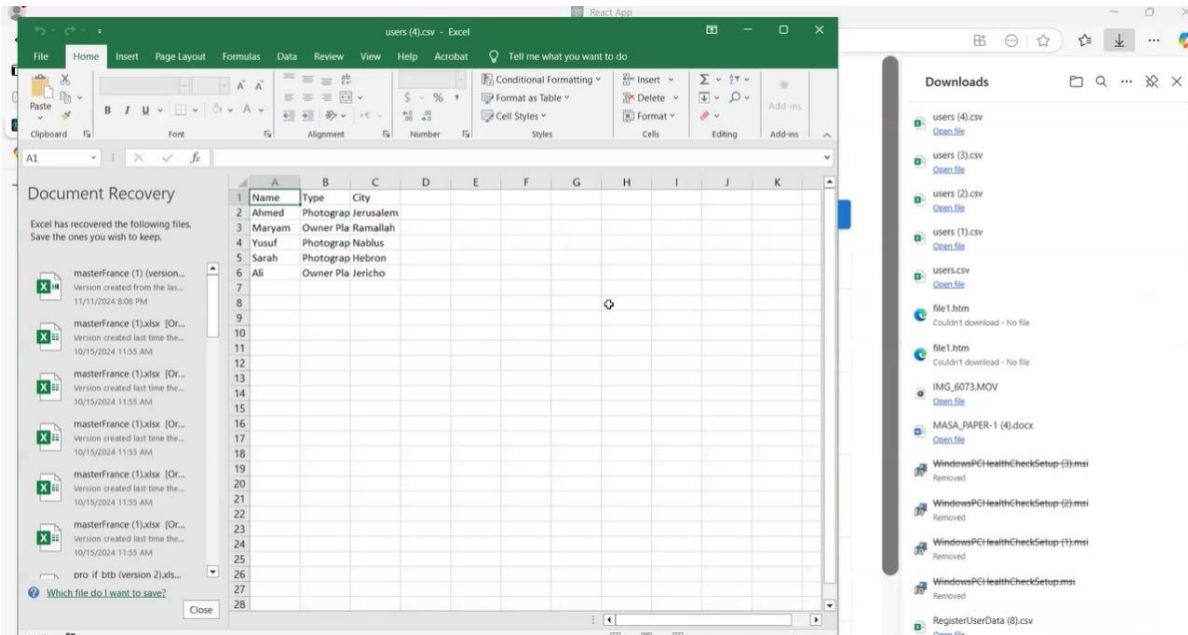 React App
users (4).csv - Excel
File Home Insert Page Layout Formulas Data Review View Help Acrobat Tell me what you want to do
Paste
B I U
A A
$ % ,
Conditional Formatting
Format as Table
Cell Styles
Insert
Delete
Format
Add-ins
Clipboard Font Alignment Number Styles Cells Editing Add-ins
A1 fx
Document Recovery
Excel has recovered the following files.
Save the ones you wish to keep.
masterFrance (1) (version...
Version created from the las...
11/11/2024 8:08 PM
masterFrance (1).xlsx [Or...
Version created last time the...
10/15/2024 11:55 AM
masterFrance (1).xlsx [Or...
Version created last time the...
10/15/2024 11:55 AM
masterFrance (1).xlsx [Or...
Version created last time the...
10/15/2024 11:55 AM
masterFrance (1).xlsx [Or...
Version created last time the...
10/15/2024 11:55 AM
masterFrance (1).xlsx [Or...
Version created last time the...
10/15/2024 11:55 AM
pro if btb (version 2).xls...
Which file do I want to save?
Close
A B C D E F G H I J K
1 Name Type City
2 Ahmed Photograp Jerusalem
3 Maryam Owner Pla Ramallah
4 Yusuf Photograp Nablus
5 Sarah Photograp Hebron
6 Ali Owner Pla Jericho
7
8
9
10
11
12
13
14
15
16
17
18
19
20
21
22
23
24
25
26
27
28
Downloads
users (4).csv
Open file
users (3).csv
Open file
users (2).csv
Open file
users (1).csv
Open file
users.csv
Open file
file1.htm
Couldn't download - No file
file1.htm
Couldn't download - No file
IMG_6073.MOV
Open file
MASA_PAPER-1 (4).docx
Open file
WindowsPCHealthCheckSetup (3).msi
Removed
WindowsPCHealthCheckSetup (2).msi
Removed
WindowsPCHealthCheckSetup (1).msi
Removed
WindowsPCHealthCheckSetup.msi
Removed
RegisterUserData (8).csv
Open file